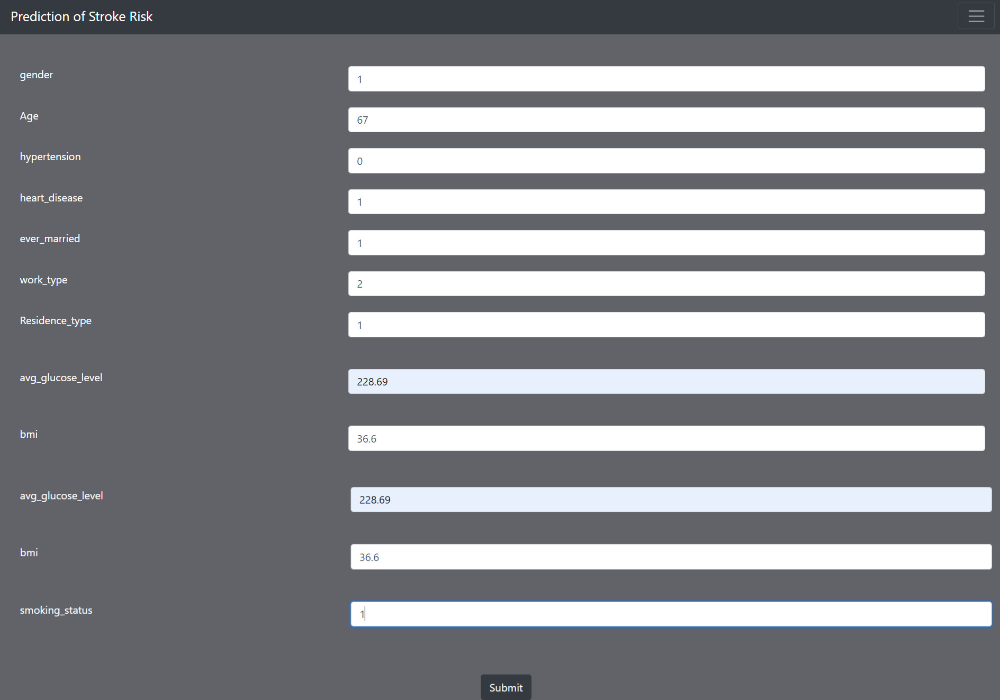 Prediction of Stroke Risk
gender 1
Age 67
hypertension 0
heart_disease 1
ever_married 1
work_type 2
Residence_type 1
avg_glucose_level 228.69
bmi 36.6
avg_glucose_level 228.69
bmi 36.6
smoking_status 1
Submit